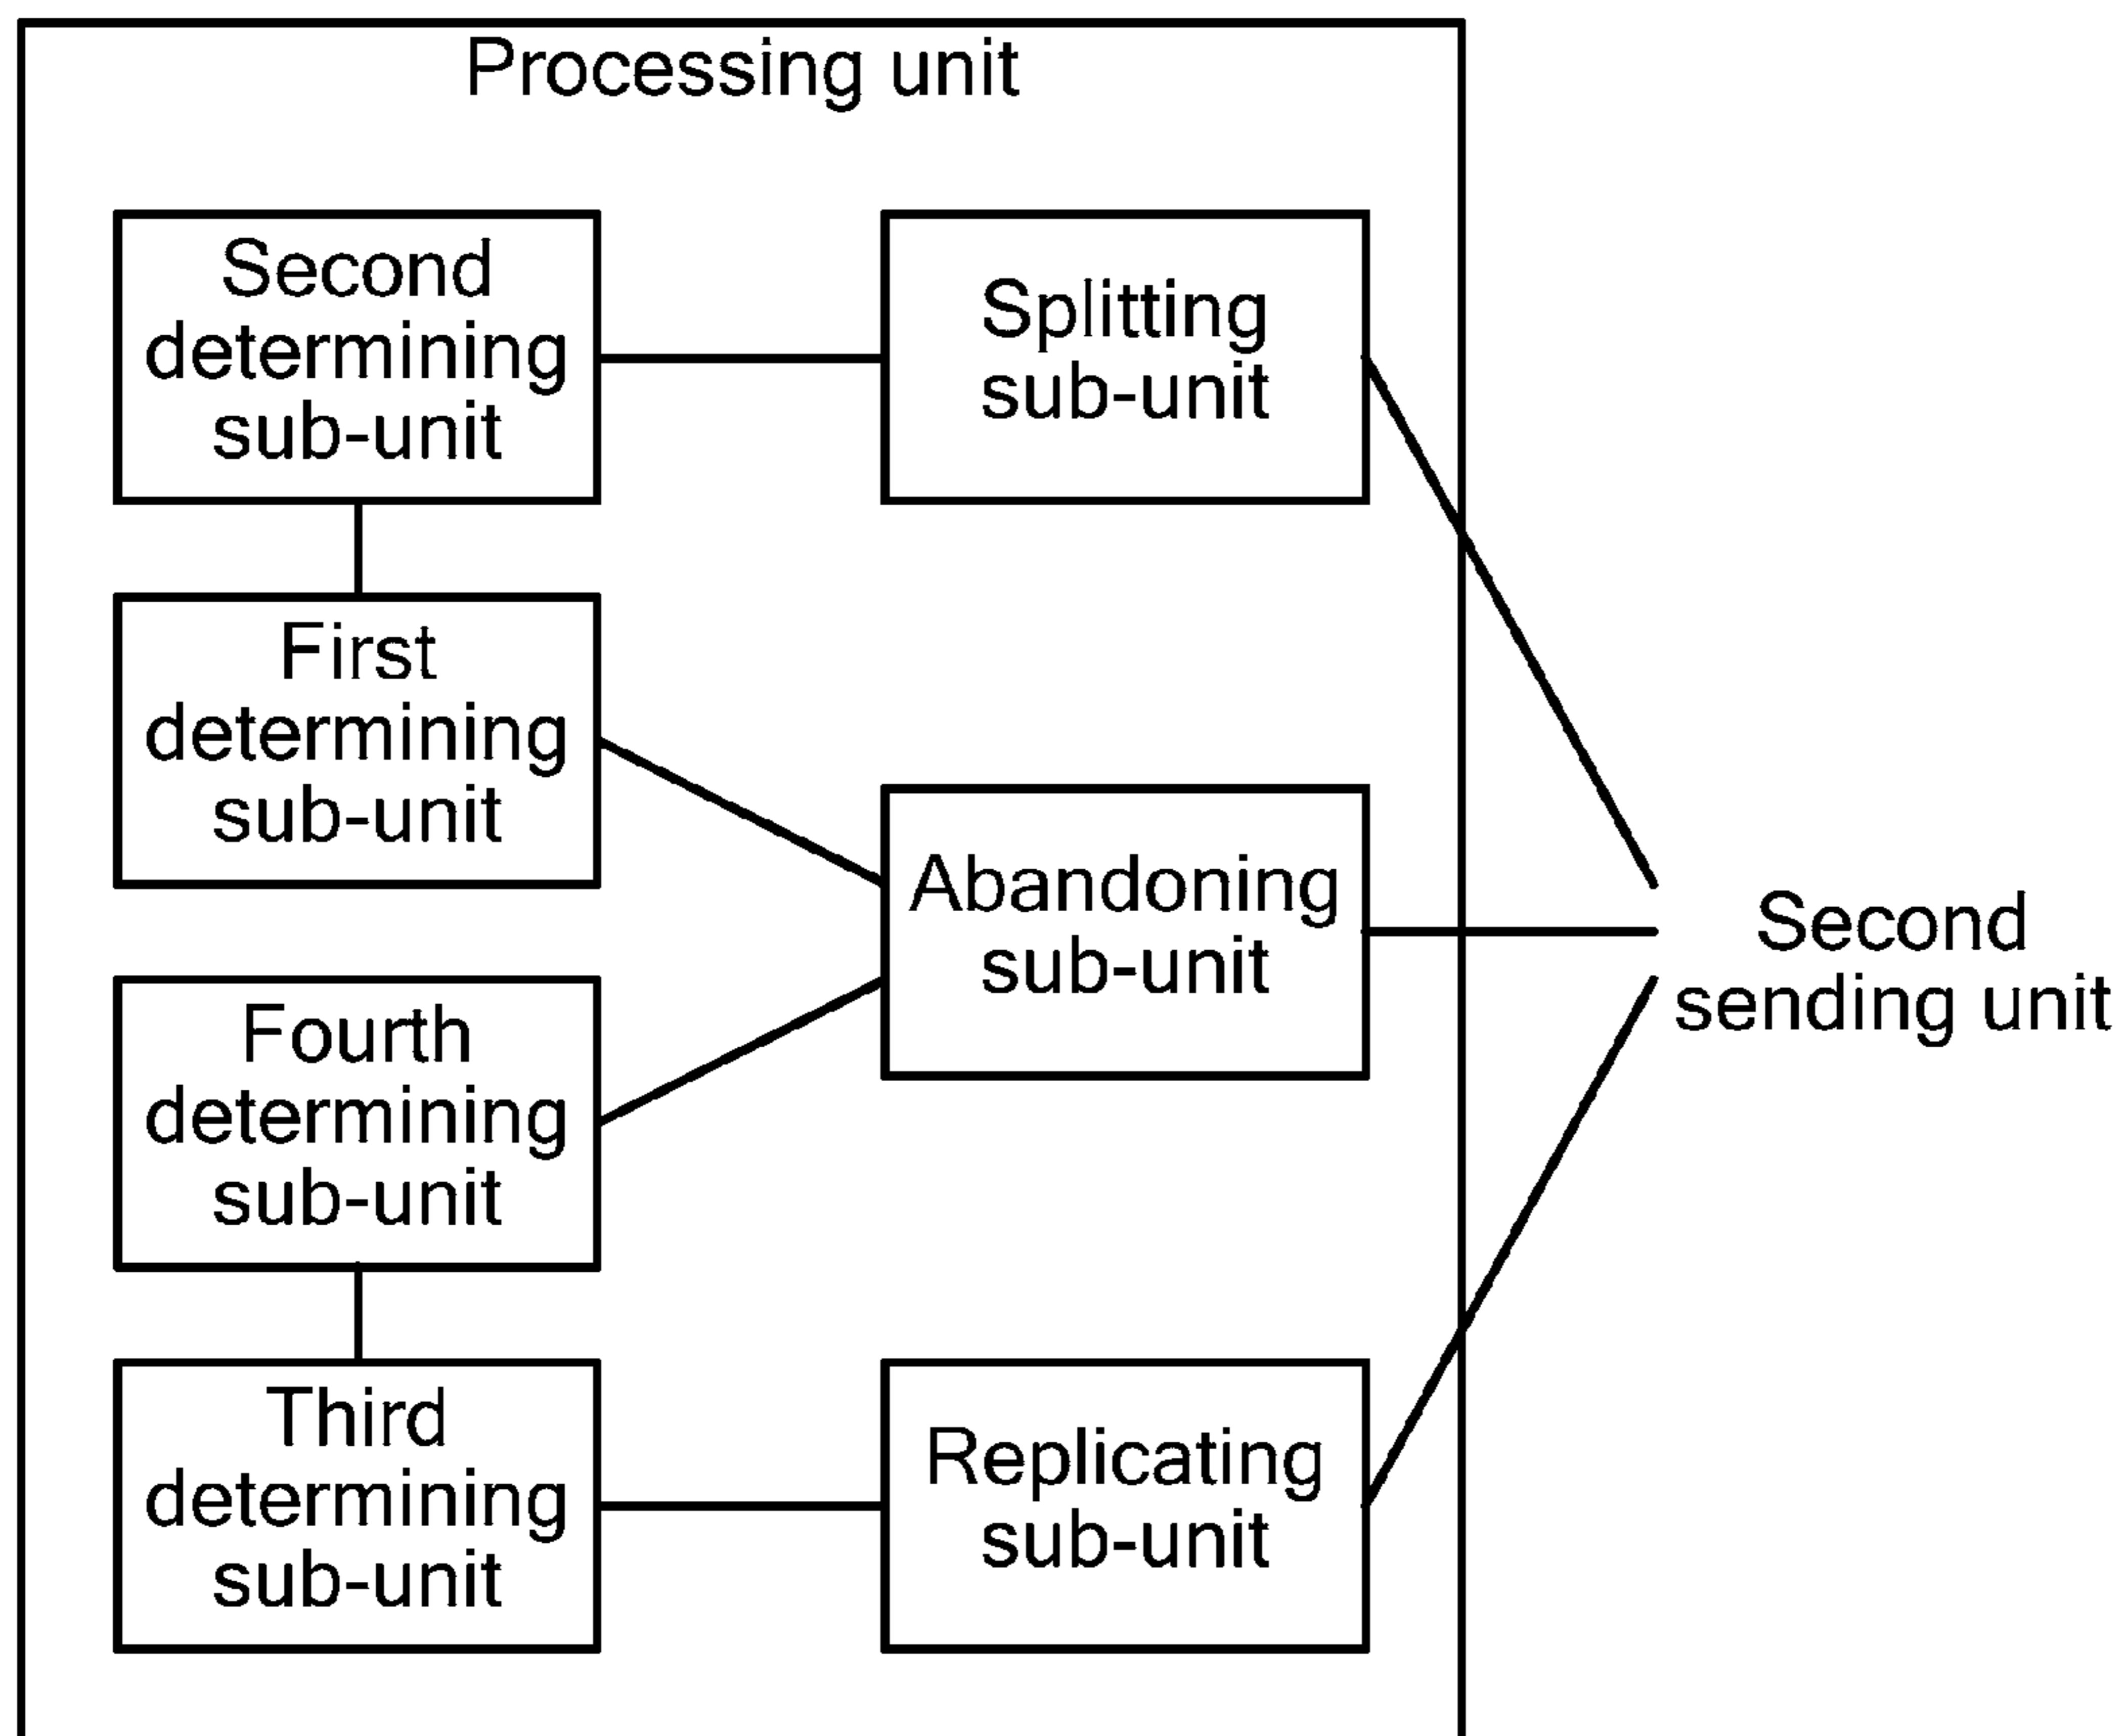 Processing unit
Second
determining
sub-unit
Splitting
sub-unit
First
determining
sub-unit
Abandoning
sub-unit
Second
sending unit
Fourth
determining
sub-unit
Third
determining
sub-unit
Replicating
sub-unit